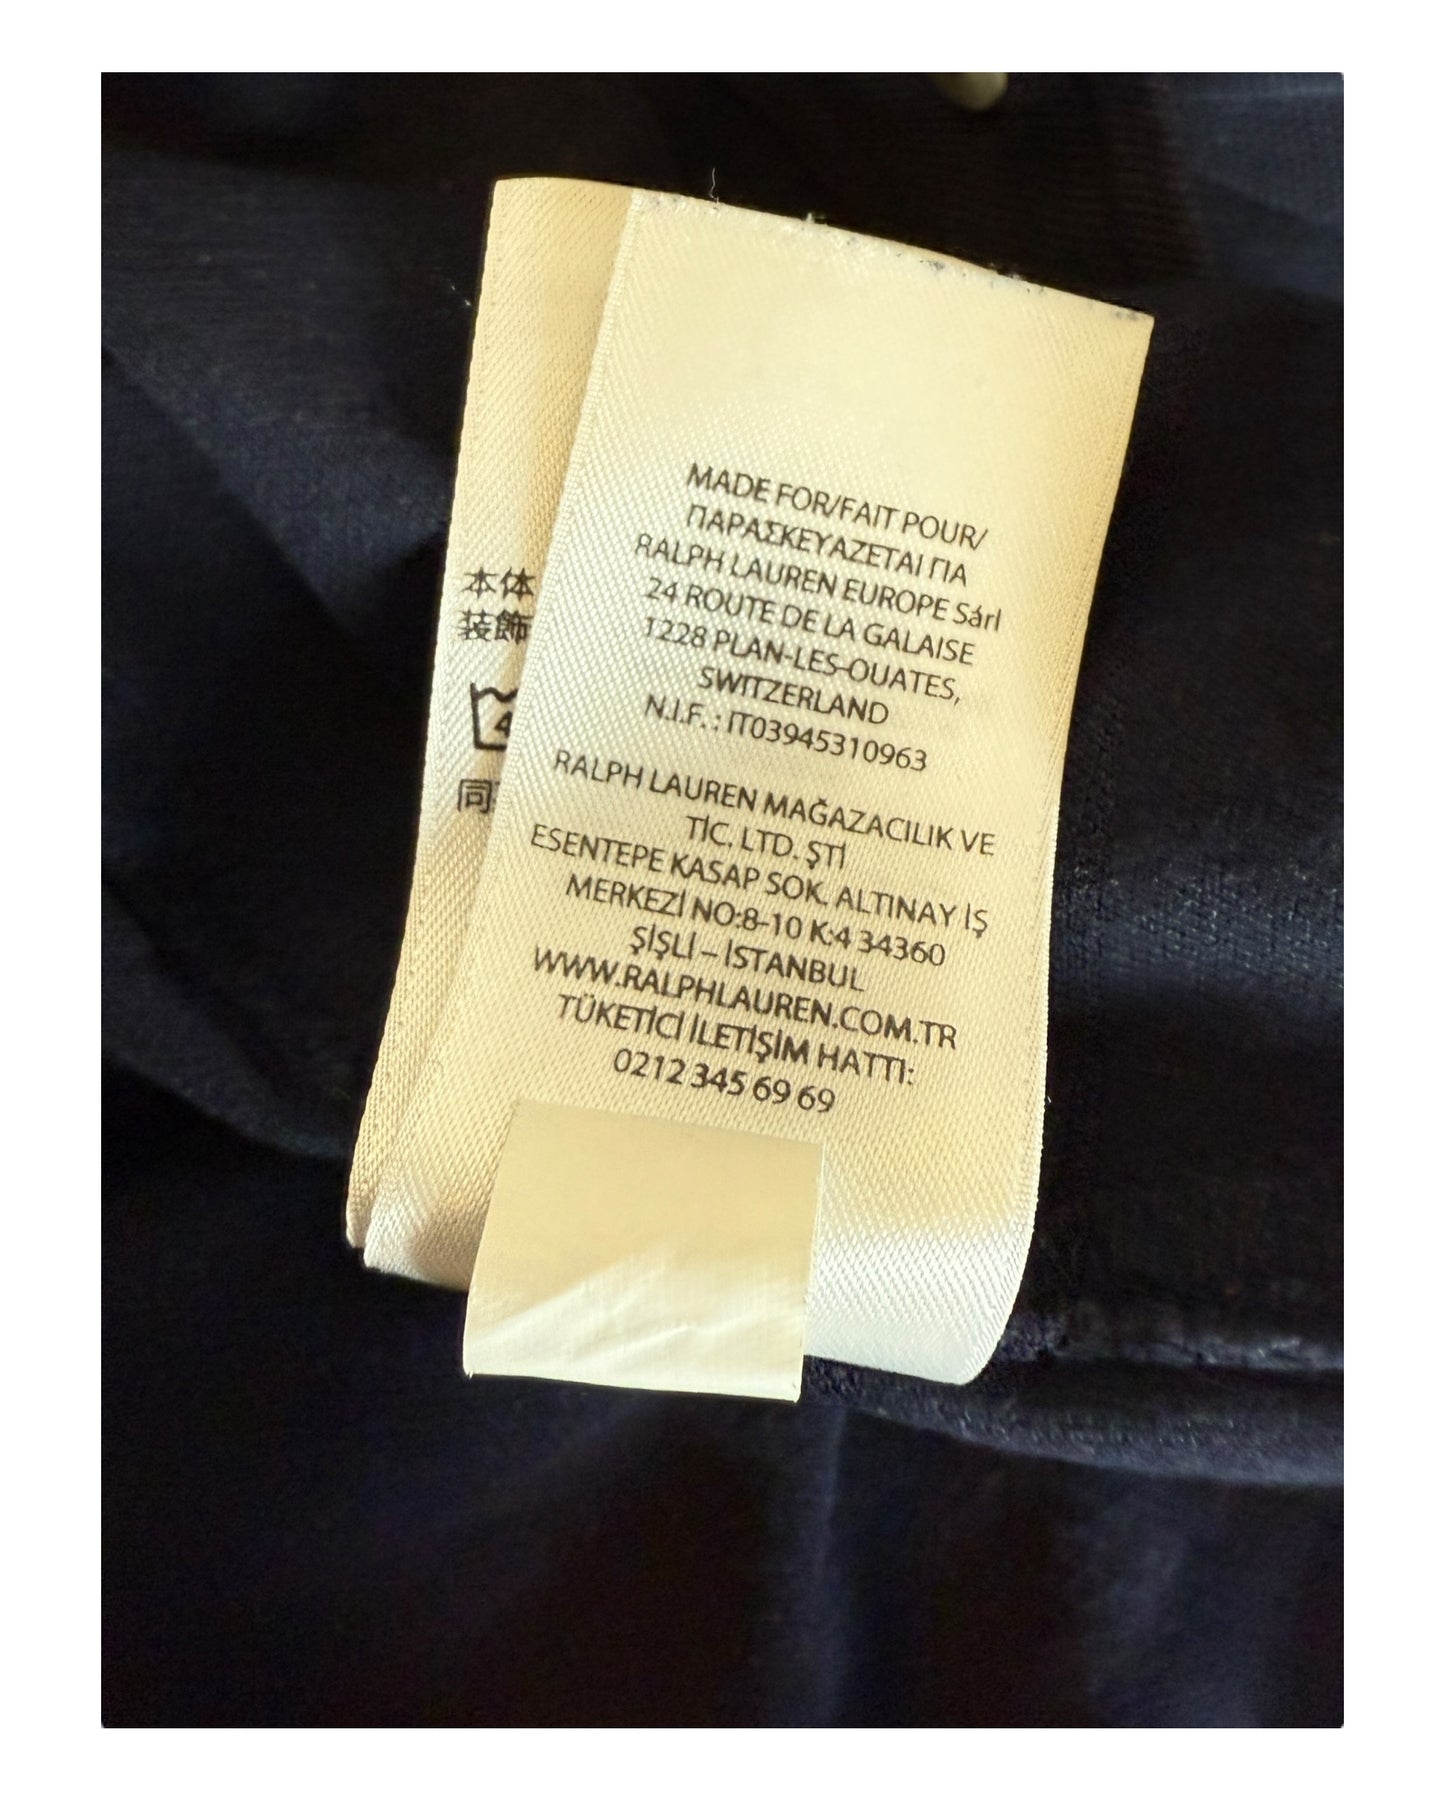 MADE FOR/FAIT POUR/
ΠΑΡΑΣΚΕΥΑΖΕΤΑΙ ΓΙΑ
RALPH LAUREN EUROPE Sárl
24 ROUTE DE LA GALAISE
1228 PLAN-LES-OUATES,
SWITZERLAND
N.I.F. : IT03945310963
RALPH LAUREN MAĞAZACILIK VE
TİC. LTD. ŞTİ
ESENTEPE KASAP SOK. ALTINAY İŞ
MERKEZİ NO:8-10 K:4 34360
ŞİŞLİ – İSTANBUL
WWW.RALPHLAUREN.COM.TR
TÜKETİCİ İLETİŞİM HATTI:
0212 345 69 69
本体
装飾
4
同